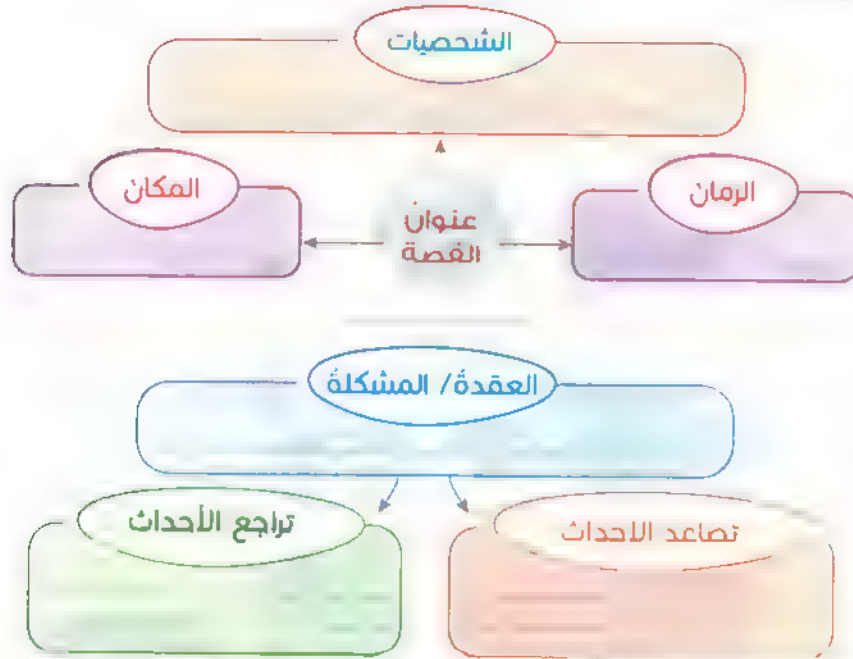 الشخصيات
الزمان
المكان
عنوان
القصة
العقدة/ المشكلة
تصاعد الأحداث
تراجع الأحداث